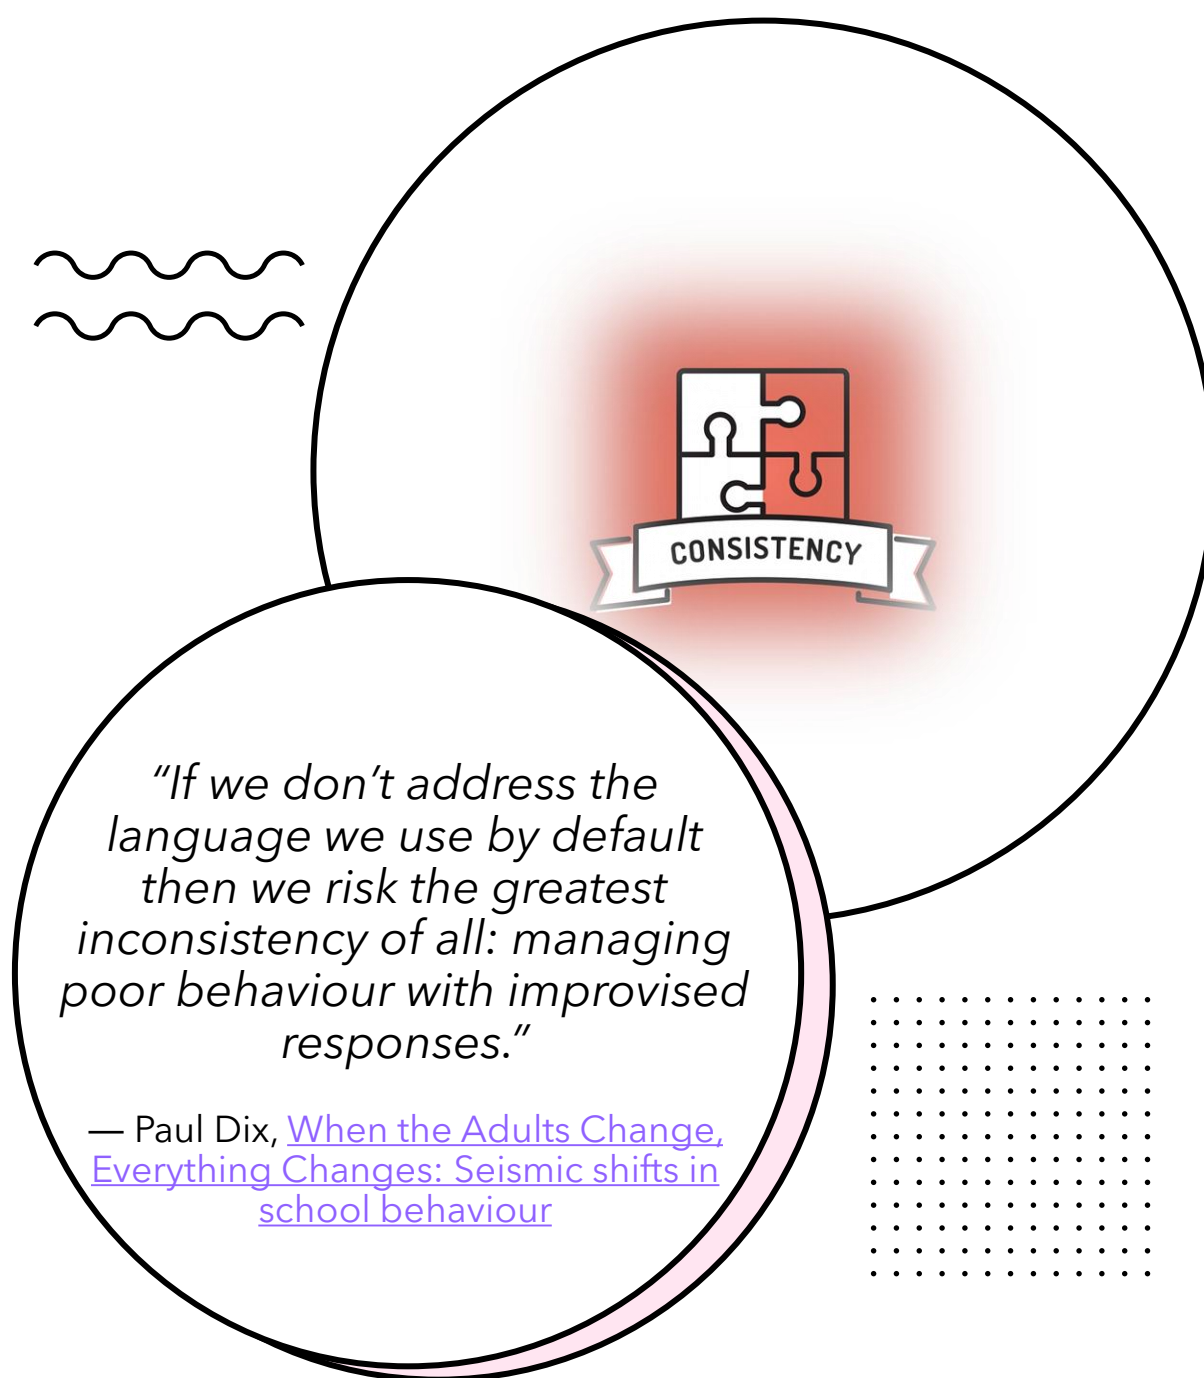 CONSISTENCY
“If we don’t address the
language we use by default
then we risk the greatest
inconsistency of all: managing
poor behaviour with improvised
responses.”
— Paul Dix, When the Adults Change,
Everything Changes: Seismic shifts in
school behaviour